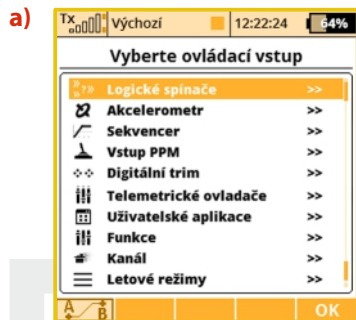 a)
Tx Výchozí 12:22:24 64%
Vyberte ovládací vstup
Logické spínače >>
Akcelerometr >>
Sekvencer >>
Vstup PPM >>
Digitální trim >>
Telemetrické ovladače >>
Uživatelské aplikace >>
Funkce >>
Kanál >>
Letové režimy >>
A B OK